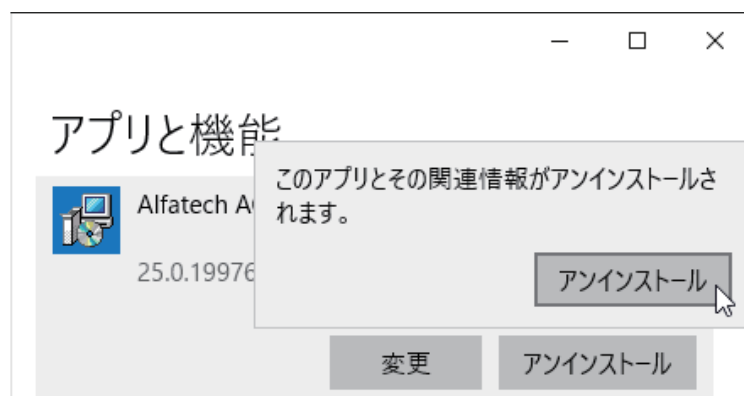 アプリと機能
このアプリとその関連情報がアンインストールさ
れます。
Alfatech
25.0.19976
アンインストール
変更
アンインストール